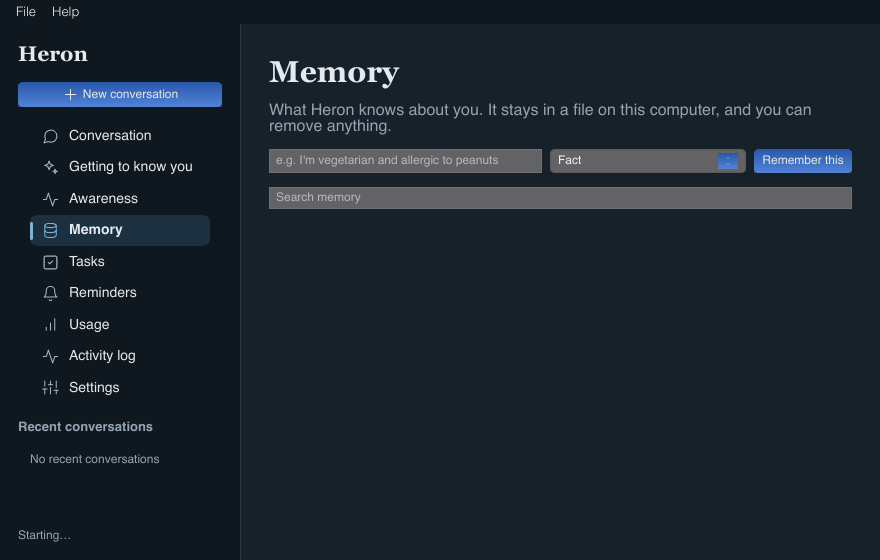 File Help
Heron
New conversation
Conversation
Getting to know you
Awareness
Memory
Tasks
Reminders
Usage
Activity log
Settings
Recent conversations
No recent conversations
Starting…
Memory
What Heron knows about you. It stays in a file on this computer, and you can
remove anything.
e.g. I'm vegetarian and allergic to peanuts
Fact
Remember this
Search memory